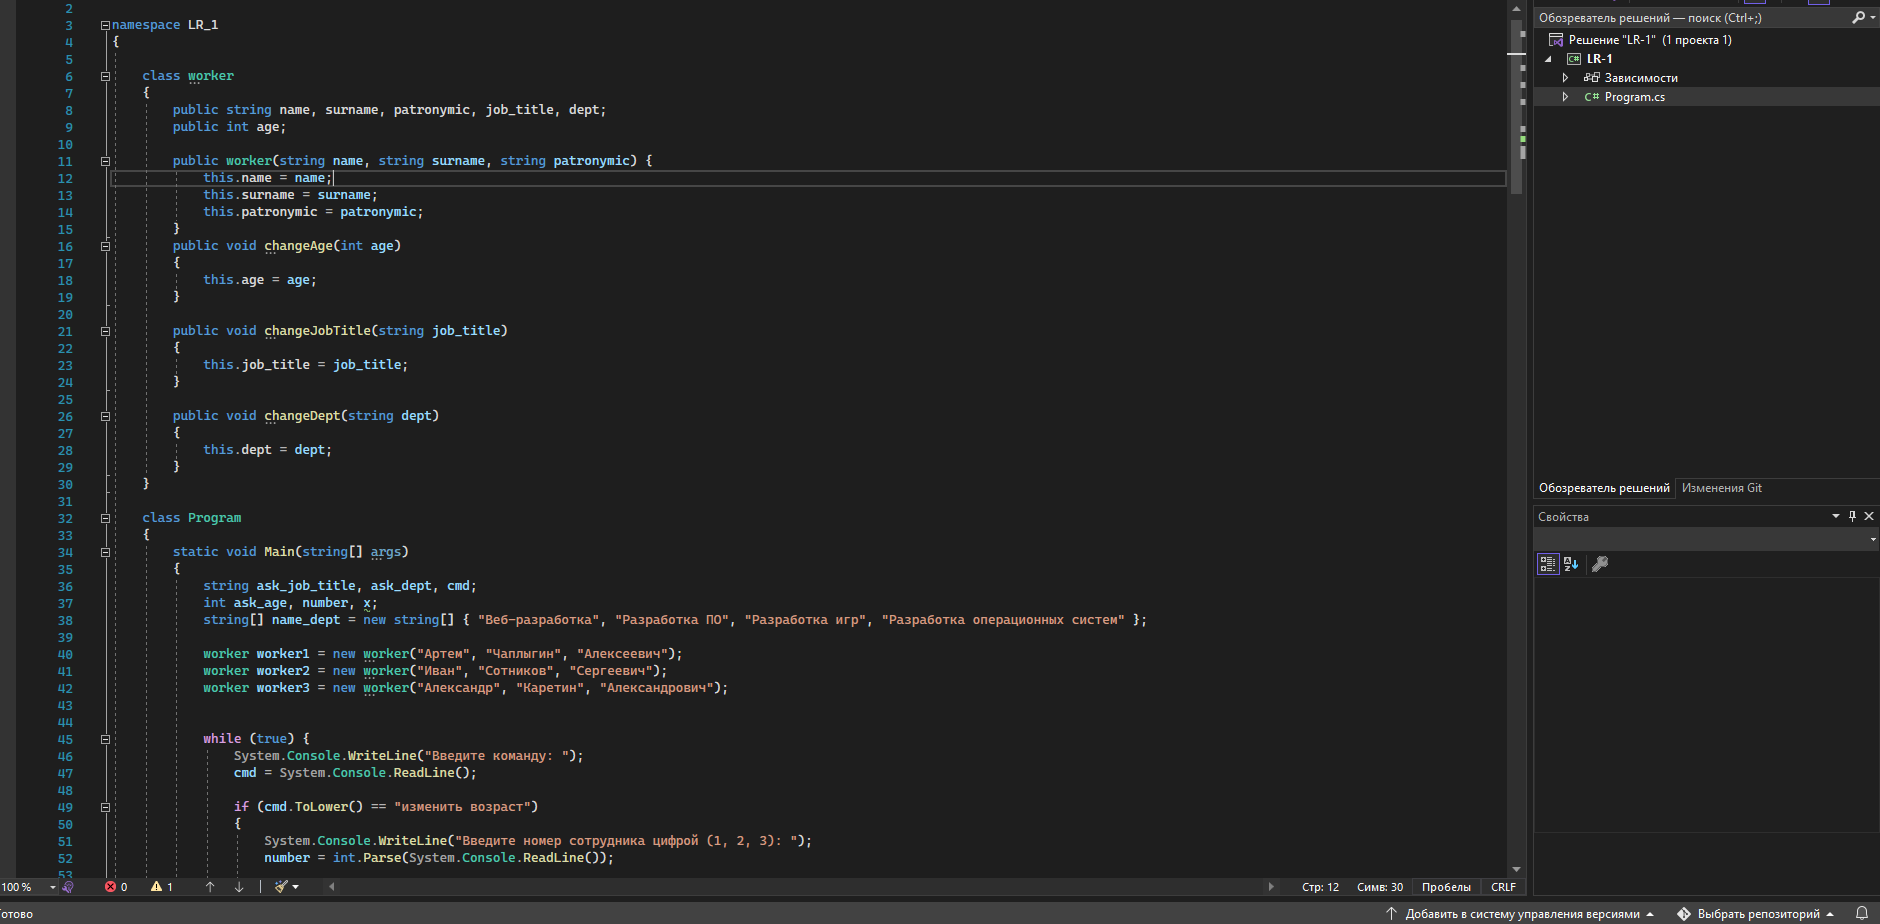 2
3 namespace LR_1
4 {
5
6 class worker
7 {
8 public string name, surname, patronymic, job_title, dept;
9 public int age;
10
11 public worker(string name, string surname, string patronymic) {
12 this.name = name;
13 this.surname = surname;
14 this.patronymic = patronymic;
15 }
16 public void changeAge(int age)
17 {
18 this.age = age;
19 }
20
21 public void changeJobTitle(string job_title)
22 {
23 this.job_title = job_title;
24 }
25
26 public void changeDept(string dept)
27 {
28 this.dept = dept;
29 }
30 }
31
32 class Program
33 {
34 static void Main(string[] args)
35 {
36 string ask_job_title, ask_dept, cmd;
37 int ask_age, number, x;
38 string[] name_dept = new string[] { "Веб-разработка", "Разработка ПО", "Разработка игр", "Разработка операционных систем" };
39
40 worker worker1 = new worker("Артем", "Чаплыгин", "Алексеевич");
41 worker worker2 = new worker("Иван", "Сотников", "Сергеевич");
42 worker worker3 = new worker("Александр", "Каретин", "Александрович");
43
44
45 while (true) {
46 System.Console.WriteLine("Введите команду: ");
47 cmd = System.Console.ReadLine();
48
49 if (cmd.ToLower() == "изменить возраст")
50 {
51 System.Console.WriteLine("Введите номер сотрудника цифрой (1, 2, 3): ");
52 number = int.Parse(System.Console.ReadLine());
53
100 %
0
1
Стр: 12
Симв: 30
Пробелы
CRLF
Обозреватель решений — поиск (Ctrl+;)
Решение "LR-1" (1 проекта 1)
C# LR-1
Зависимости
C# Program.cs
Обозреватель решений
Изменения Git
Свойства
отово
Добавить в систему управления версиями
Выбрать репозиторий